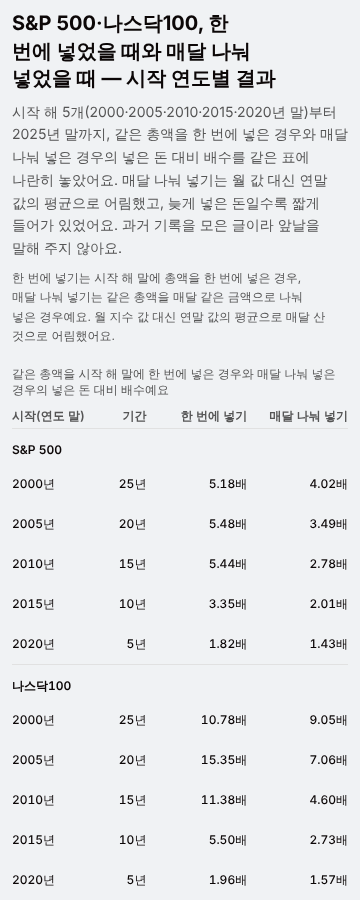 S&P 500·나스닥100, 한
번에 넣었을 때와 매달 나눠
넣었을 때 — 시작 연도별 결과
시작 해 5개(2000·2005·2010·2015·2020년 말)부터
2025년 말까지, 같은 총액을 한 번에 넣은 경우와 매달
나눠 넣은 경우의 넣은 돈 대비 배수를 같은 표에
나란히 놓았어요. 매달 나눠 넣기는 월 값 대신 연말
값의 평균으로 어림했고, 늦게 넣은 돈일수록 짧게
들어가 있었어요. 과거 기록을 모은 글이라 앞날을
말해 주지 않아요.
한 번에 넣기는 시작 해 말에 총액을 한 번에 넣은 경우,
매달 나눠 넣기는 같은 총액을 매달 같은 금액으로 나눠
넣은 경우예요. 월 지수 값 대신 연말 값의 평균으로 매달 산
것으로 어림했어요.
같은 총액을 시작 해 말에 한 번에 넣은 경우와 매달 나눠 넣은
경우의 넣은 돈 대비 배수예요
시작(연도 말) 기간 한 번에 넣기 매달 나눠 넣기
S&P 500
2000년 25년 5.18배 4.02배
2005년 20년 5.48배 3.49배
2010년 15년 5.44배 2.78배
2015년 10년 3.35배 2.01배
2020년 5년 1.82배 1.43배
나스닥100
2000년 25년 10.78배 9.05배
2005년 20년 15.35배 7.06배
2010년 15년 11.38배 4.60배
2015년 10년 5.50배 2.73배
2020년 5년 1.96배 1.57배